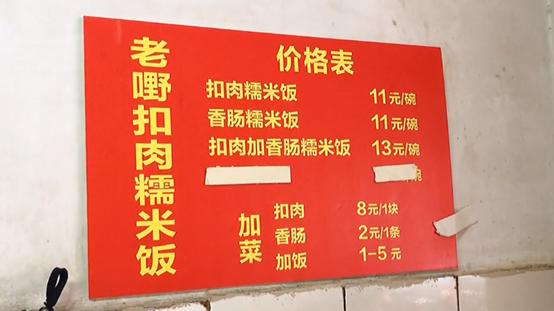 老嘢扣肉糯米饭
价格表
扣肉糯米饭 11元/碗
香肠糯米饭 11元/碗
扣肉加香肠糯米饭 13元/碗
加菜
扣肉 8元/1块
香肠 2元/1条
加饭 1-5元